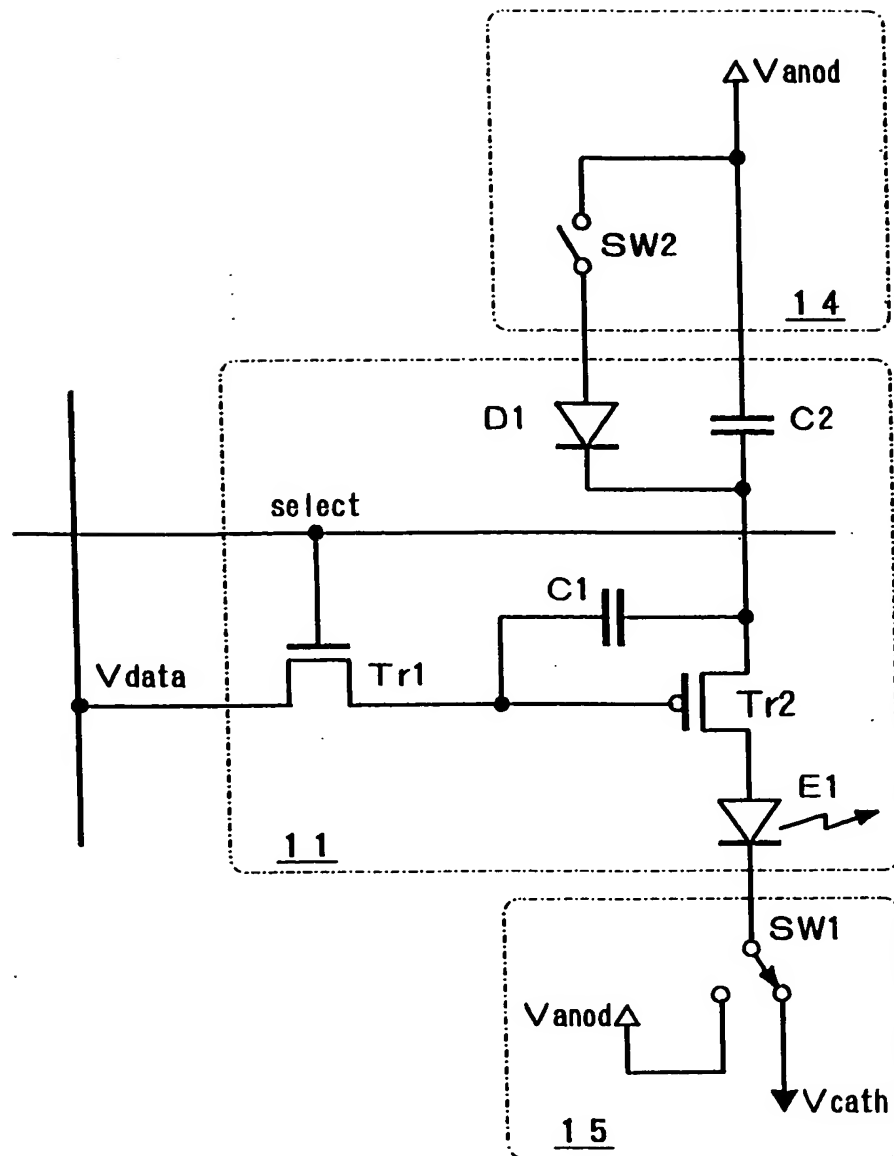 Vanod
SW2
14
D1
C2
select
C1
Vdata
Tr1
Tr2
E1
11
SW1
Vanod
Vcath
15